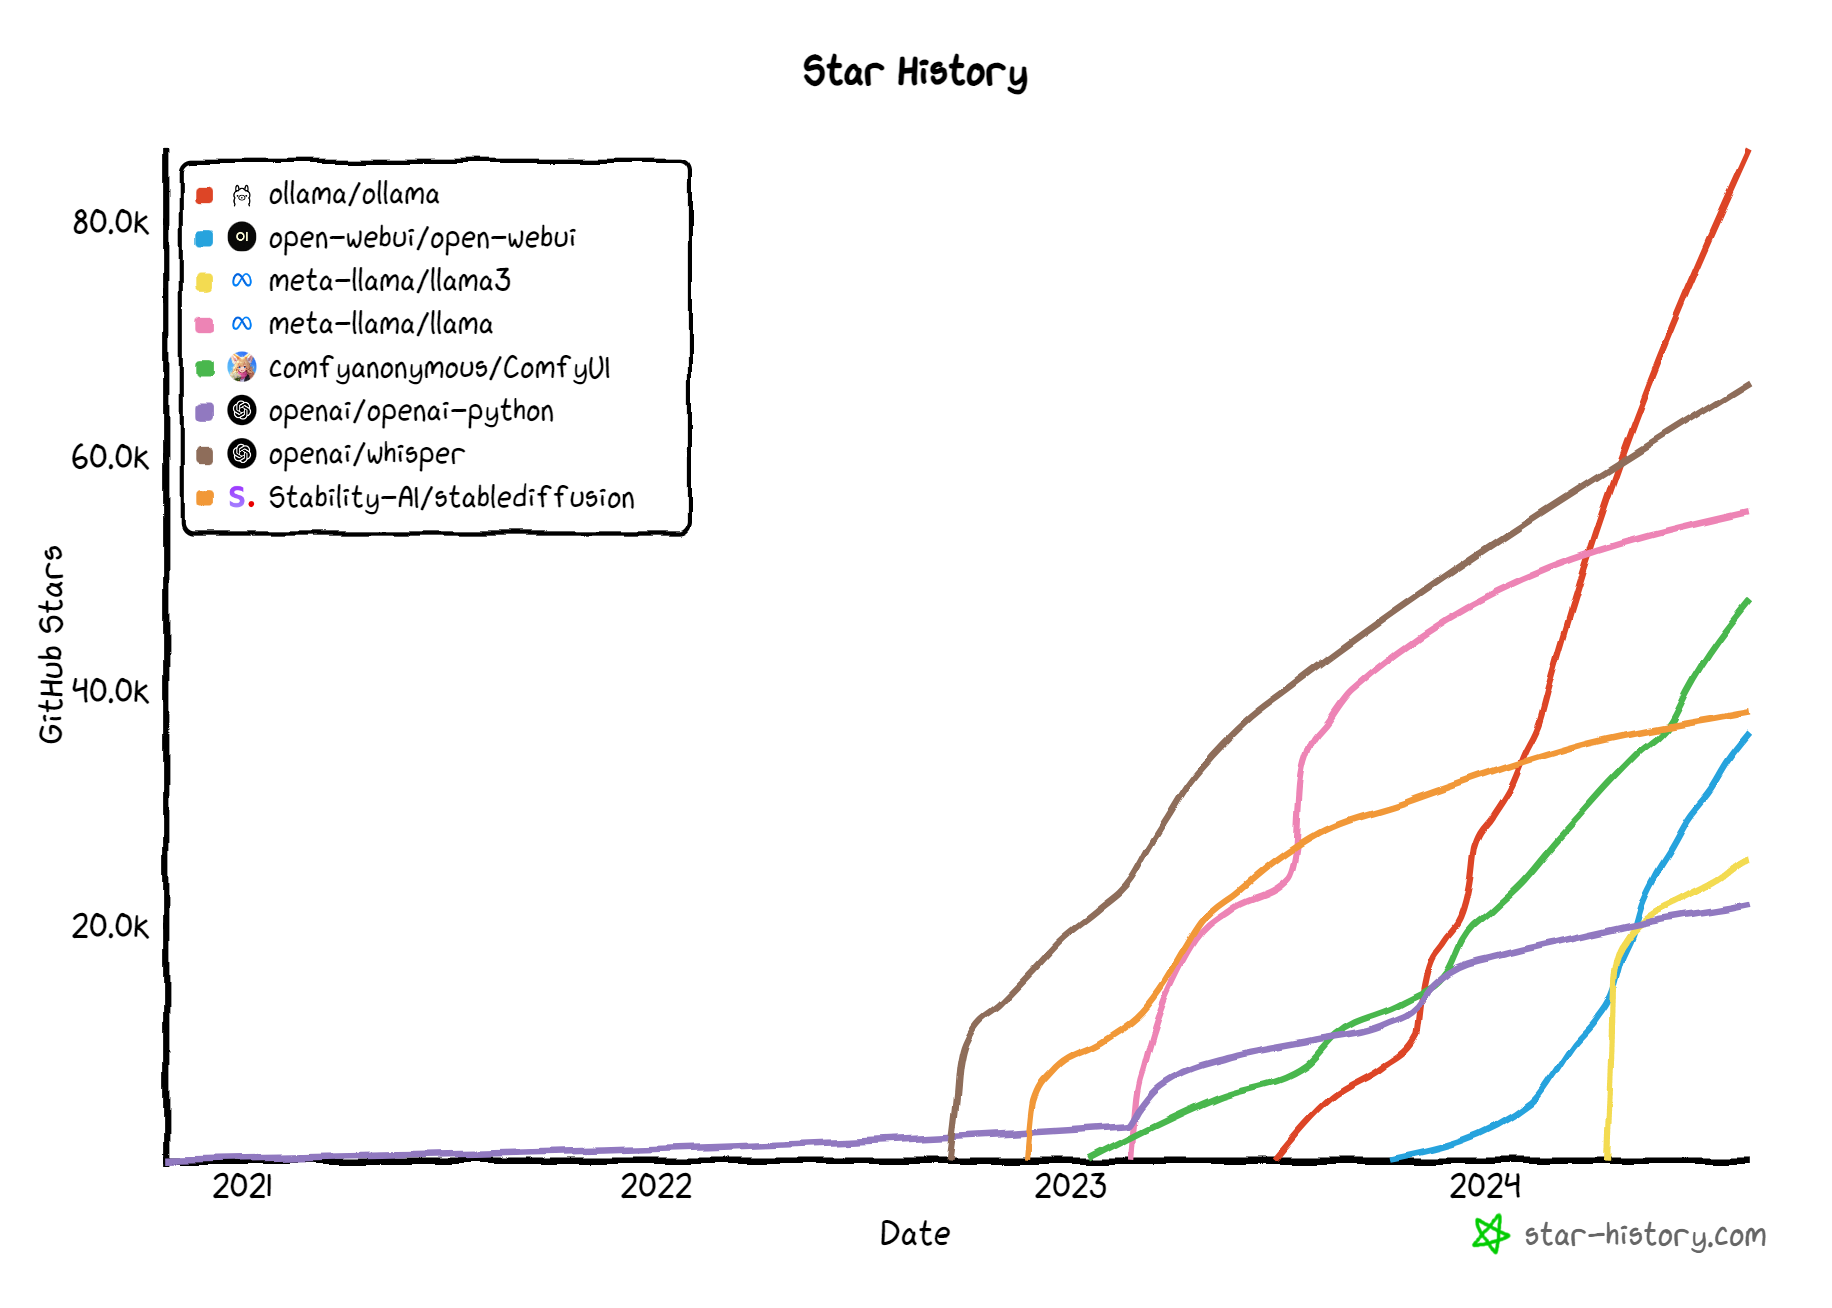 Star History
ollama/ollama
open-webui/open-webui
meta-llama/llama3
meta-llama/llama
comfyanonymous/ComfyUI
openai/openai-python
openai/whisper
S. Stability-AI/stablediffusion
80.0k
60.0k
40.0k
20.0k
GitHub Stars
2021 2022 2023 2024
Date
star-history.com